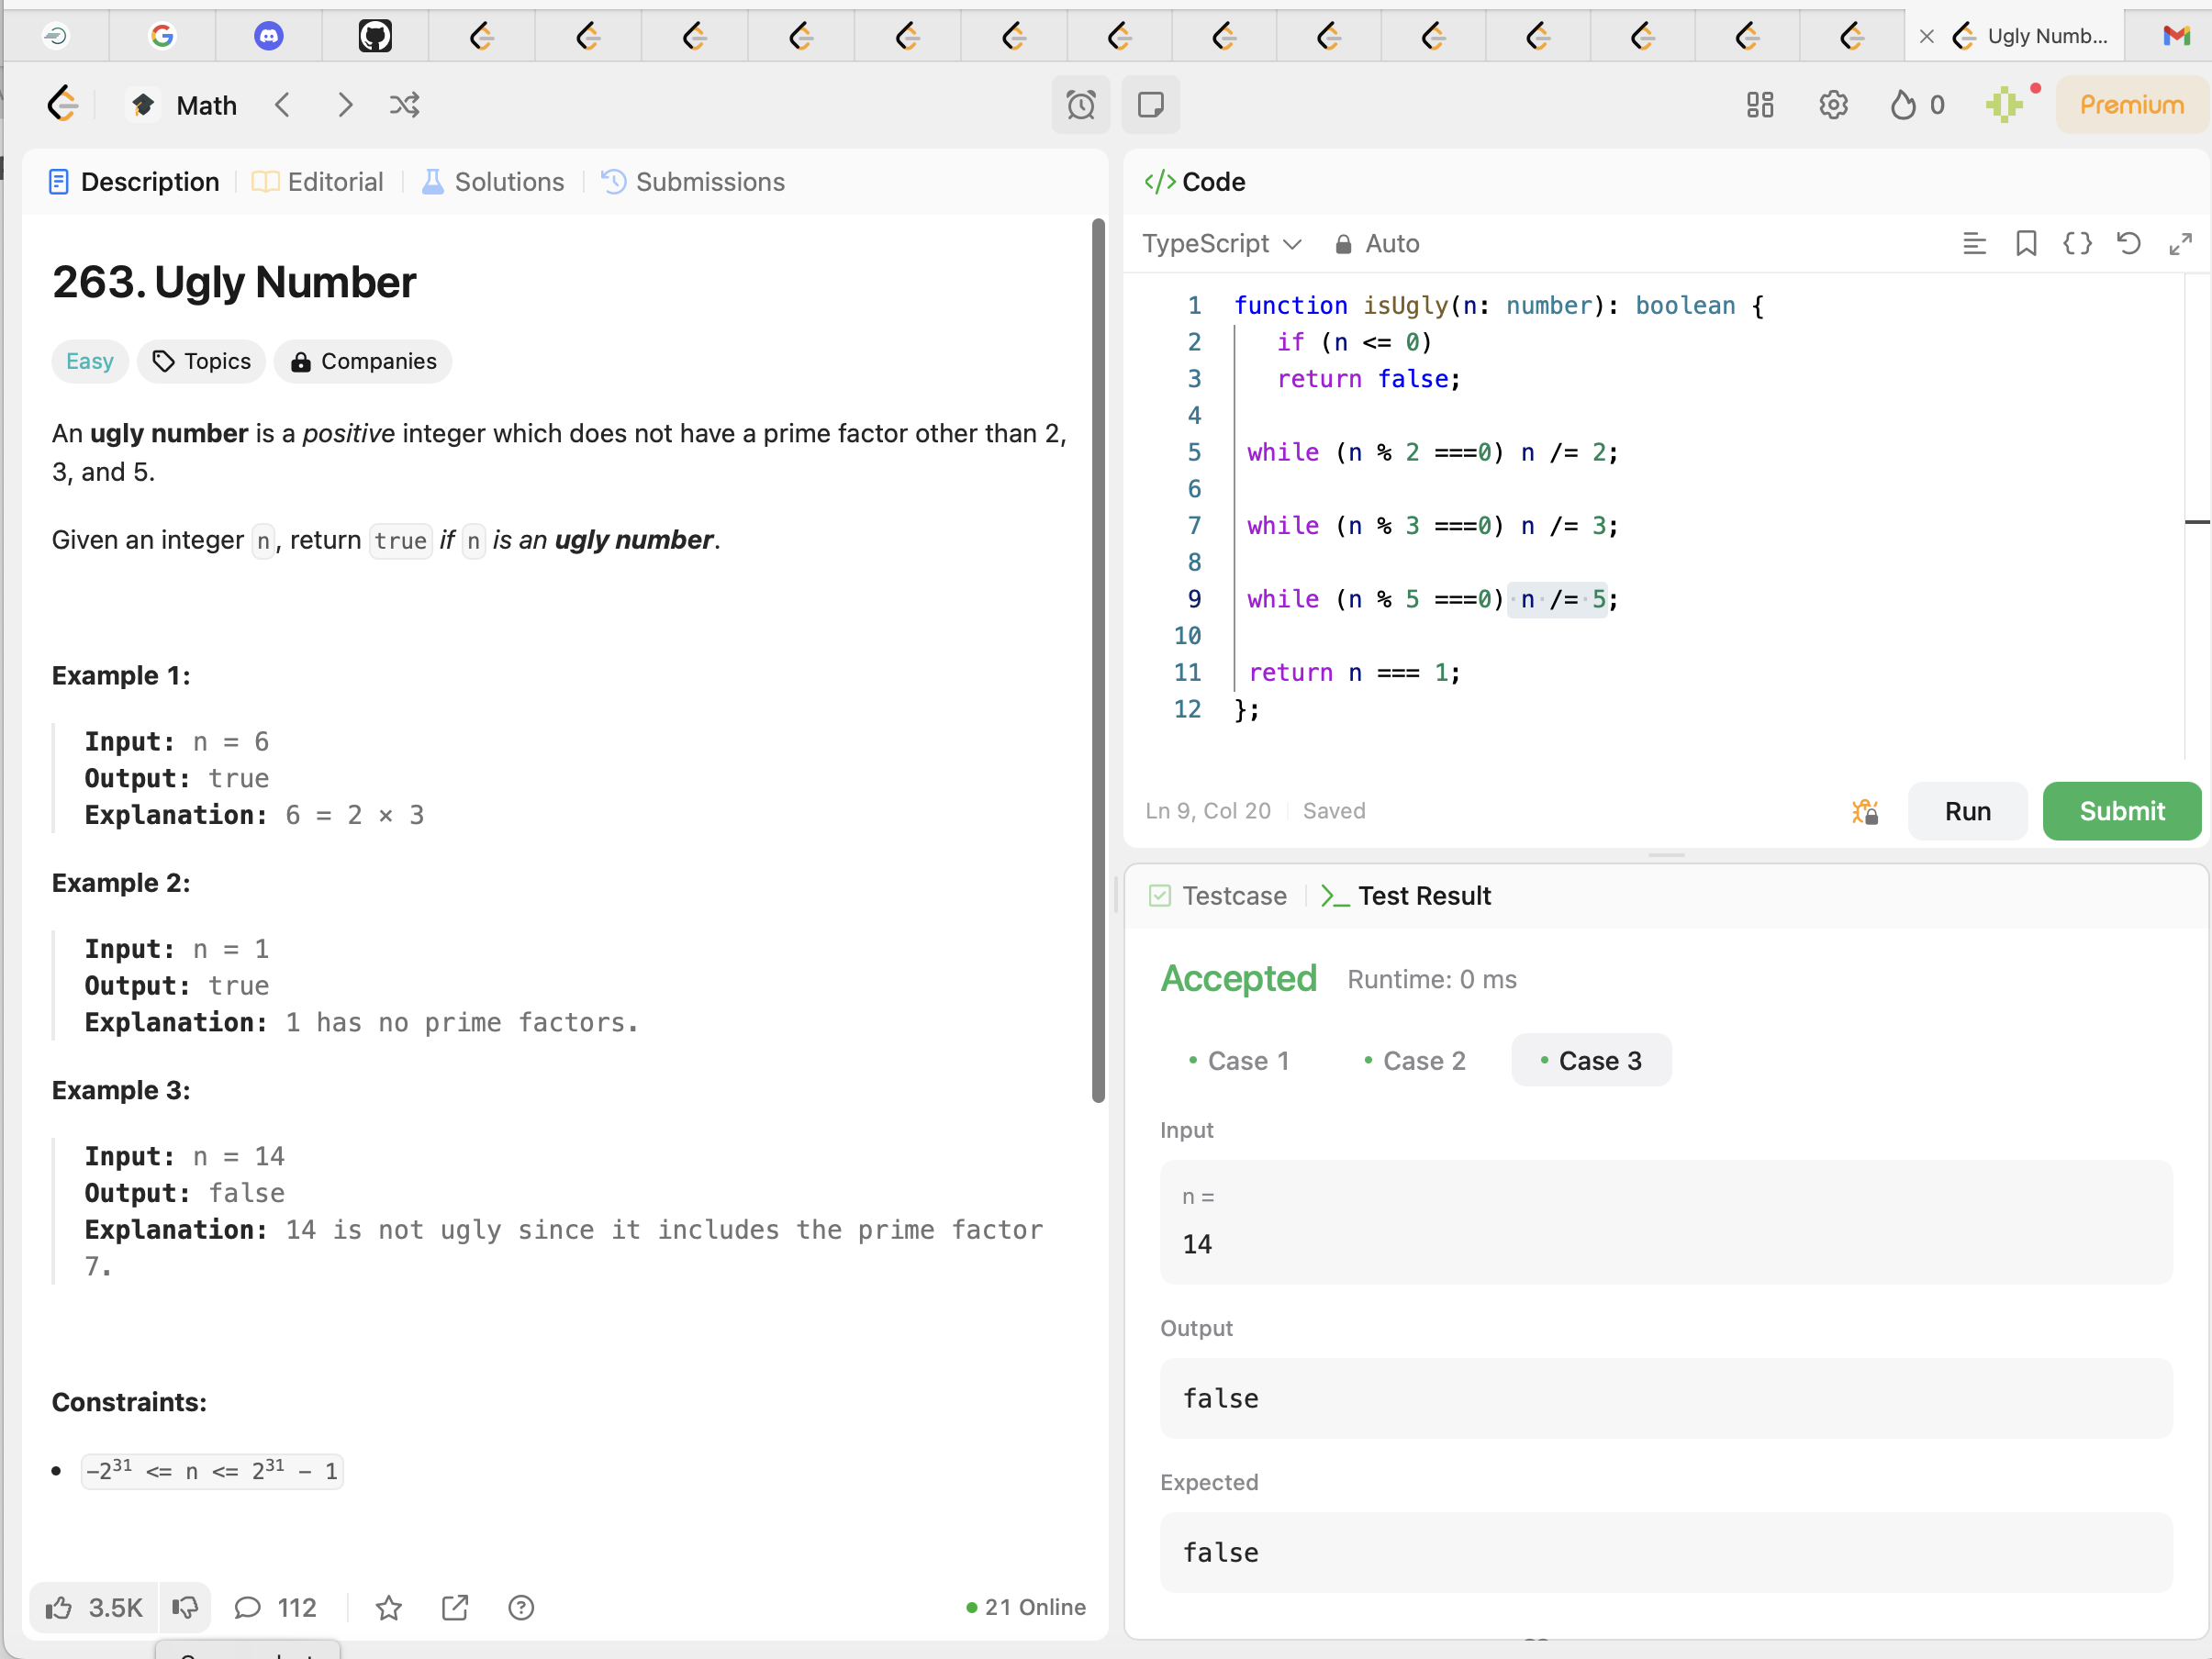 Ugly Numb...
Math
0
Premium
Description
Editorial
Solutions
Submissions
263. Ugly Number
Easy
Topics
Companies
An ugly number is a positive integer which does not have a prime factor other than 2,
3, and 5.
Given an integer n, return true if n is an ugly number.
Example 1:
Input: n = 6
Output: true
Explanation: 6 = 2 × 3
Example 2:
Input: n = 1
Output: true
Explanation: 1 has no prime factors.
Example 3:
Input: n = 14
Output: false
Explanation: 14 is not ugly since it includes the prime factor
7.
Constraints:
• -2³¹ <= n <= 2³¹ - 1
3.5K
112
21 Online
</> Code
TypeScript
Auto
1 function isUgly(n: number): boolean {
2 if (n <= 0)
3 return false;
4
5 while (n % 2 ===0) n /= 2;
6
7 while (n % 3 ===0) n /= 3;
8
9 while (n % 5 ===0) n /= 5;
10
11 return n === 1;
12 };
Ln 9, Col 20
Saved
Run
Submit
Testcase
Test Result
Accepted
Runtime: 0 ms
• Case 1
• Case 2
• Case 3
Input
n =
14
Output
false
Expected
false